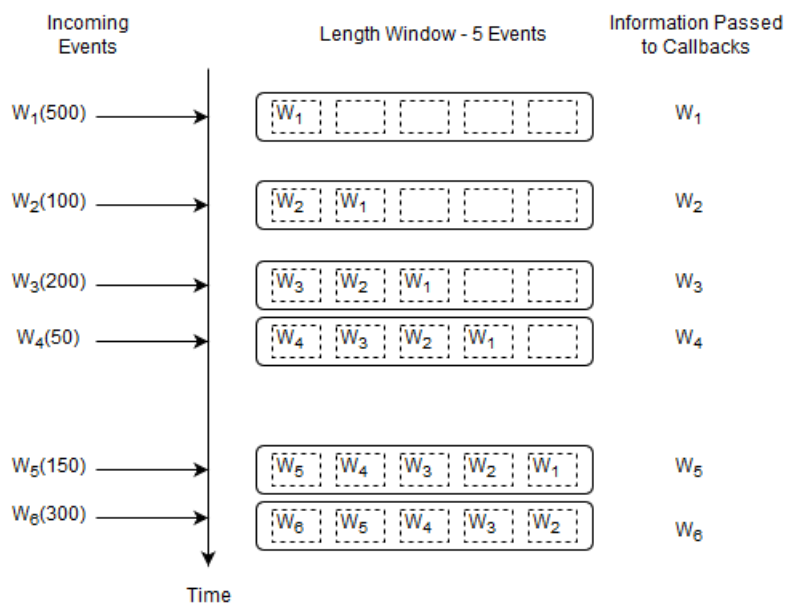 Incoming
Events
Length Window - 5 Events
Information Passed
to Callbacks
W₁(500)
W₁
W₁
W₂(100)
W₂ W₁
W₂
W₃(200)
W₃ W₂ W₁
W₃
W₄(50)
W₄ W₃ W₂ W₁
W₄
W₅(150)
W₅ W₄ W₃ W₂ W₁
W₅
W₆(300)
W₆ W₅ W₄ W₃ W₂
W₆
Time